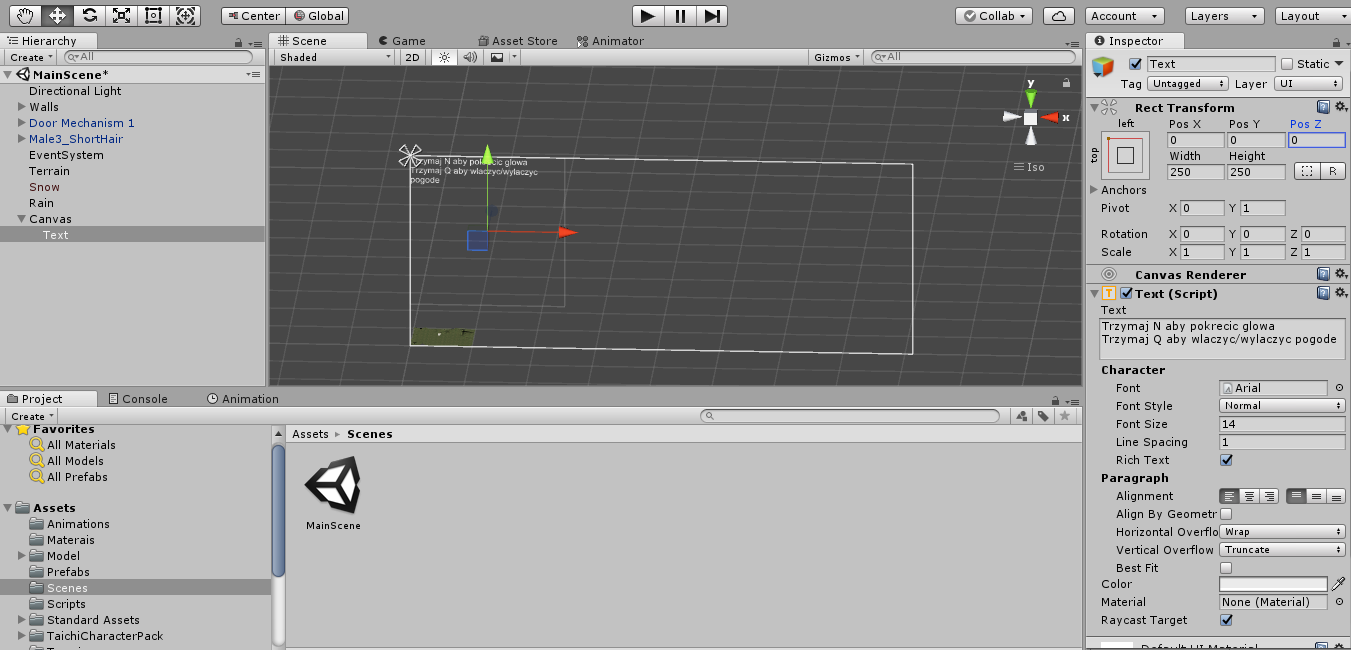 Center Global Collab Account Layers Layout
Hierarchy
Create All
MainScene*
Directional Light
Walls
Door Mechanism 1
Male3_ShortHair
EventSystem
Terrain
Snow
Rain
Canvas
Text
Scene Game Asset Store Animator
Shaded 2D Gizmos All
y
x
Iso
Trzymaj N aby pokrecic glowa
Trzymaj Q aby wlaczyc/wylaczyc
pogode
Inspector
Text Static
Tag Untagged Layer UI
Rect Transform
left Pos X Pos Y Pos Z
top 0 0 0
Width Height
250 250 R
Anchors
Pivot X 0 Y 1
Rotation X 0 Y 0 Z 0
Scale X 1 Y 1 Z 1
Canvas Renderer
Text (Script)
Text
Trzymaj N aby pokrecic glowa
Trzymaj Q aby wlaczyc/wylaczyc pogode
Character
Font Arial
Font Style Normal
Font Size 14
Line Spacing 1
Rich Text
Paragraph
Alignment
Align By Geometr
Horizontal Overflo Wrap
Vertical Overflow Truncate
Best Fit
Color
Material None (Material)
Raycast Target
Default UI Material
Project Console Animation
Create
Favorites
All Materials
All Models
All Prefabs
Assets
Animations
Materais
Model
Prefabs
Scenes
Scripts
Standard Assets
TaichiCharacterPack
Assets Scenes
MainScene